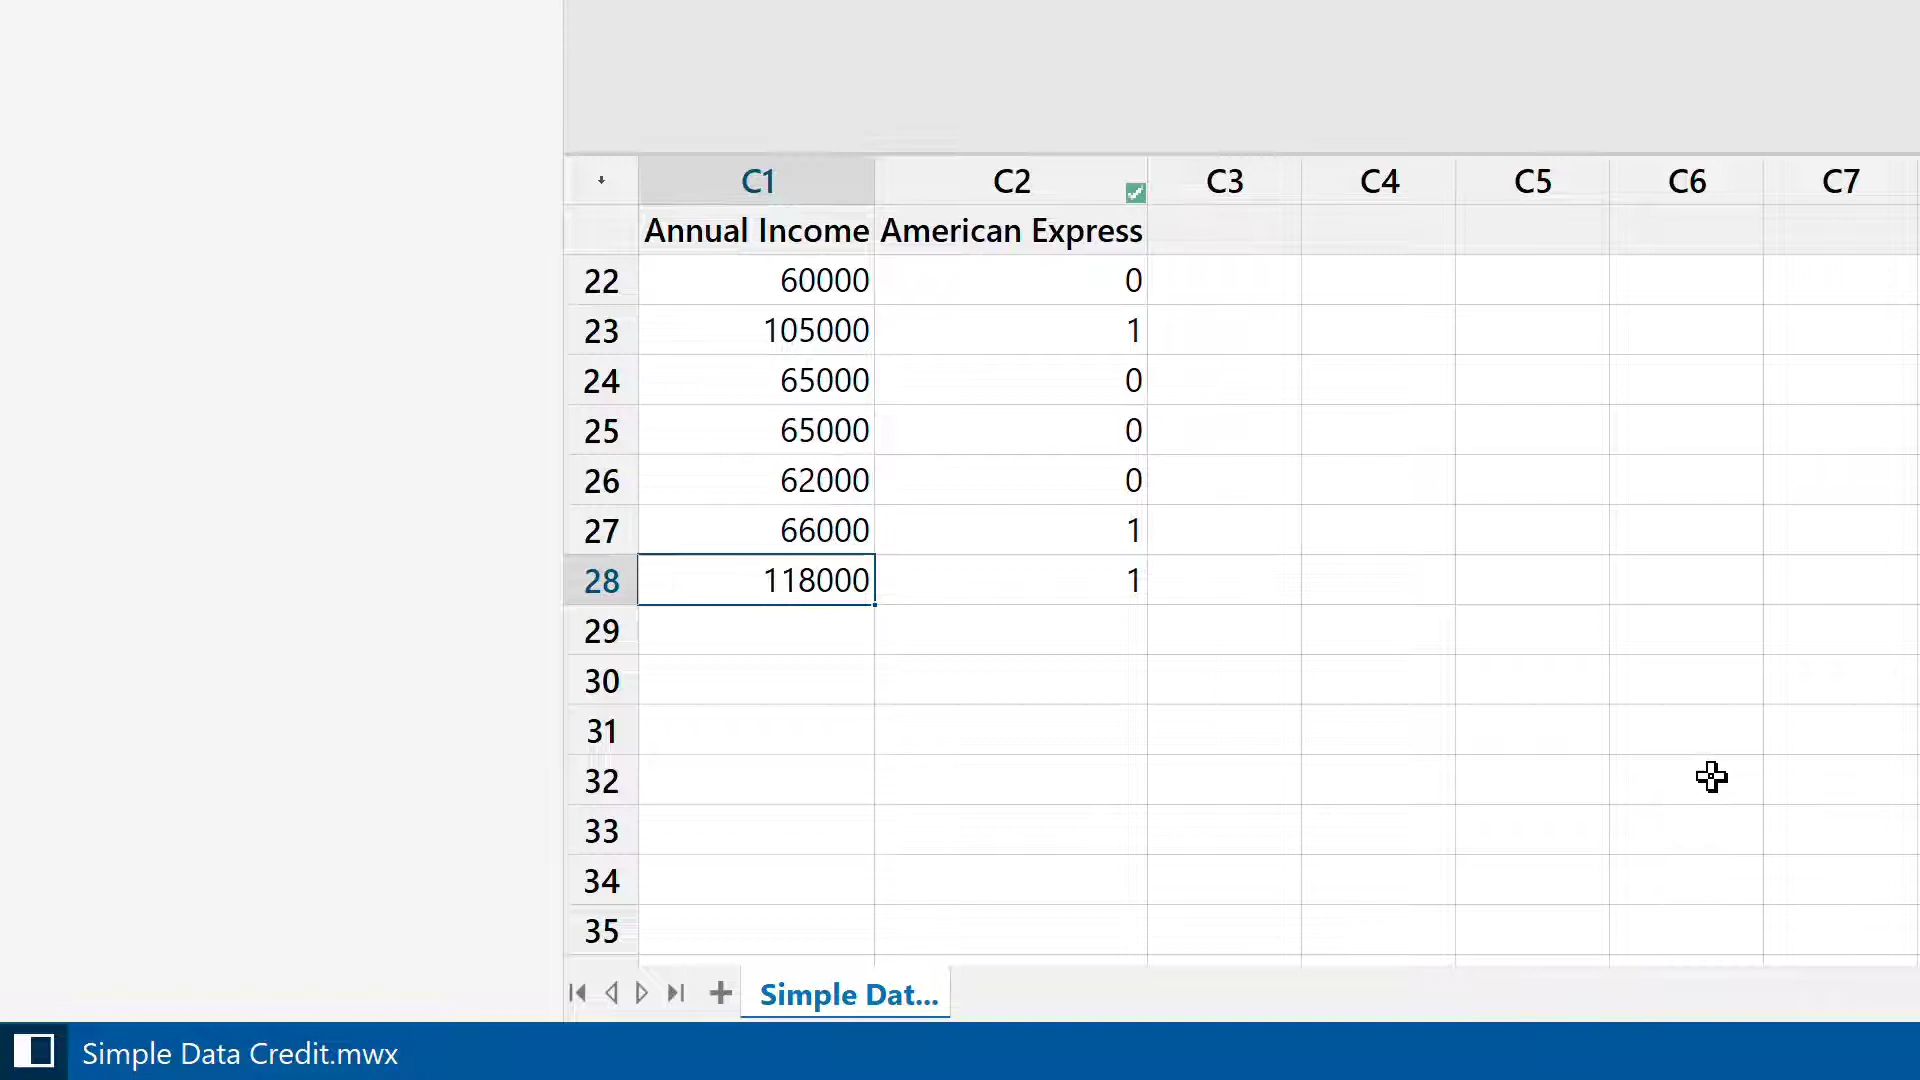 C1 C2 C3 C4 C5 C6 C7
Annual Income American Express
22 60000 0
23 105000 1
24 65000 0
25 65000 0
26 62000 0
27 66000 1
28 118000 1
29
30
31
32
33
34
35
Simple Dat...
Simple Data Credit.mwx